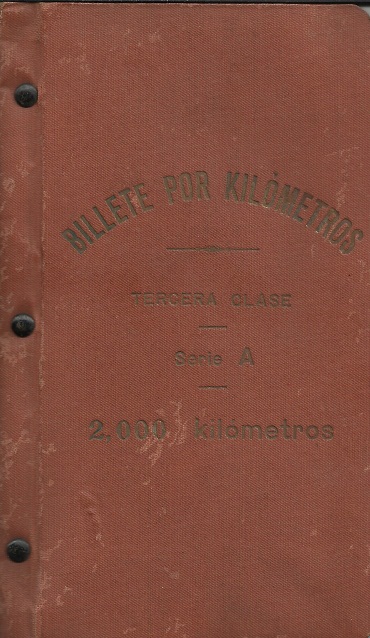 BILLETE POR KILÓMETROS
TERCERA CLASE
Serie A
2.000 kilómetros